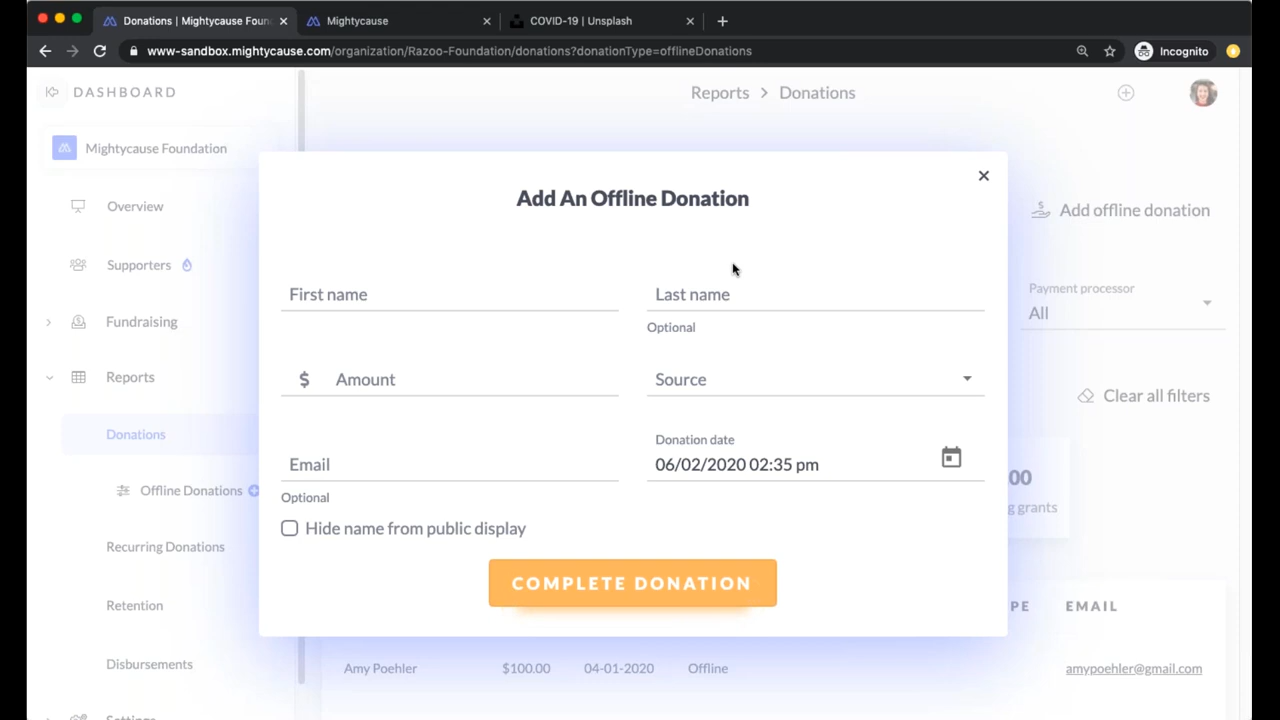 Donations | Mightycause Foun
Mightycause
COVID-19 | Unsplash
www-sandbox.mightycause.com/organization/Razoo-Foundation/donations?donationType=offlineDonations
Incognito
DASHBOARD
Reports > Donations
Mightycause Foundation
Overview
Supporters
Fundraising
Reports
Donations
Offline Donations
Recurring Donations
Retention
Disbursements
Settings
Add offline donation
Payment processor
All
Clear all filters
Add An Offline Donation
First name
Last name
Optional
$ Amount
Source
Email
Optional
Donation date
06/02/2020 02:35 pm
Hide name from public display
COMPLETE DONATION
00
g grants
PE EMAIL
Amy Poehler $100.00 04-01-2020 Offline amypoehler@gmail.com